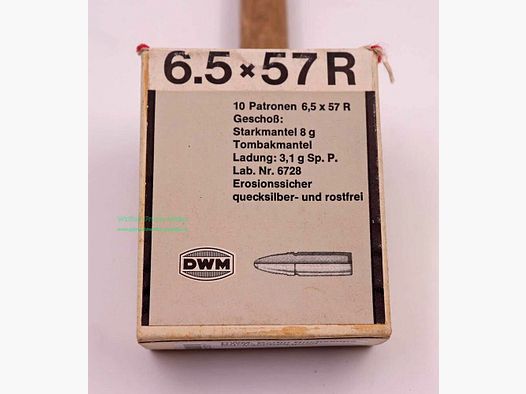 6.5 × 57 R
10 Patronen 6,5 x 57 R
Geschoß:
Starkmantel 8 g
Tombakmantel
Ladung: 3,1 g Sp. P.
Lab. Nr. 6728
Erosionssicher
quecksilber- und rostfrei
DWM